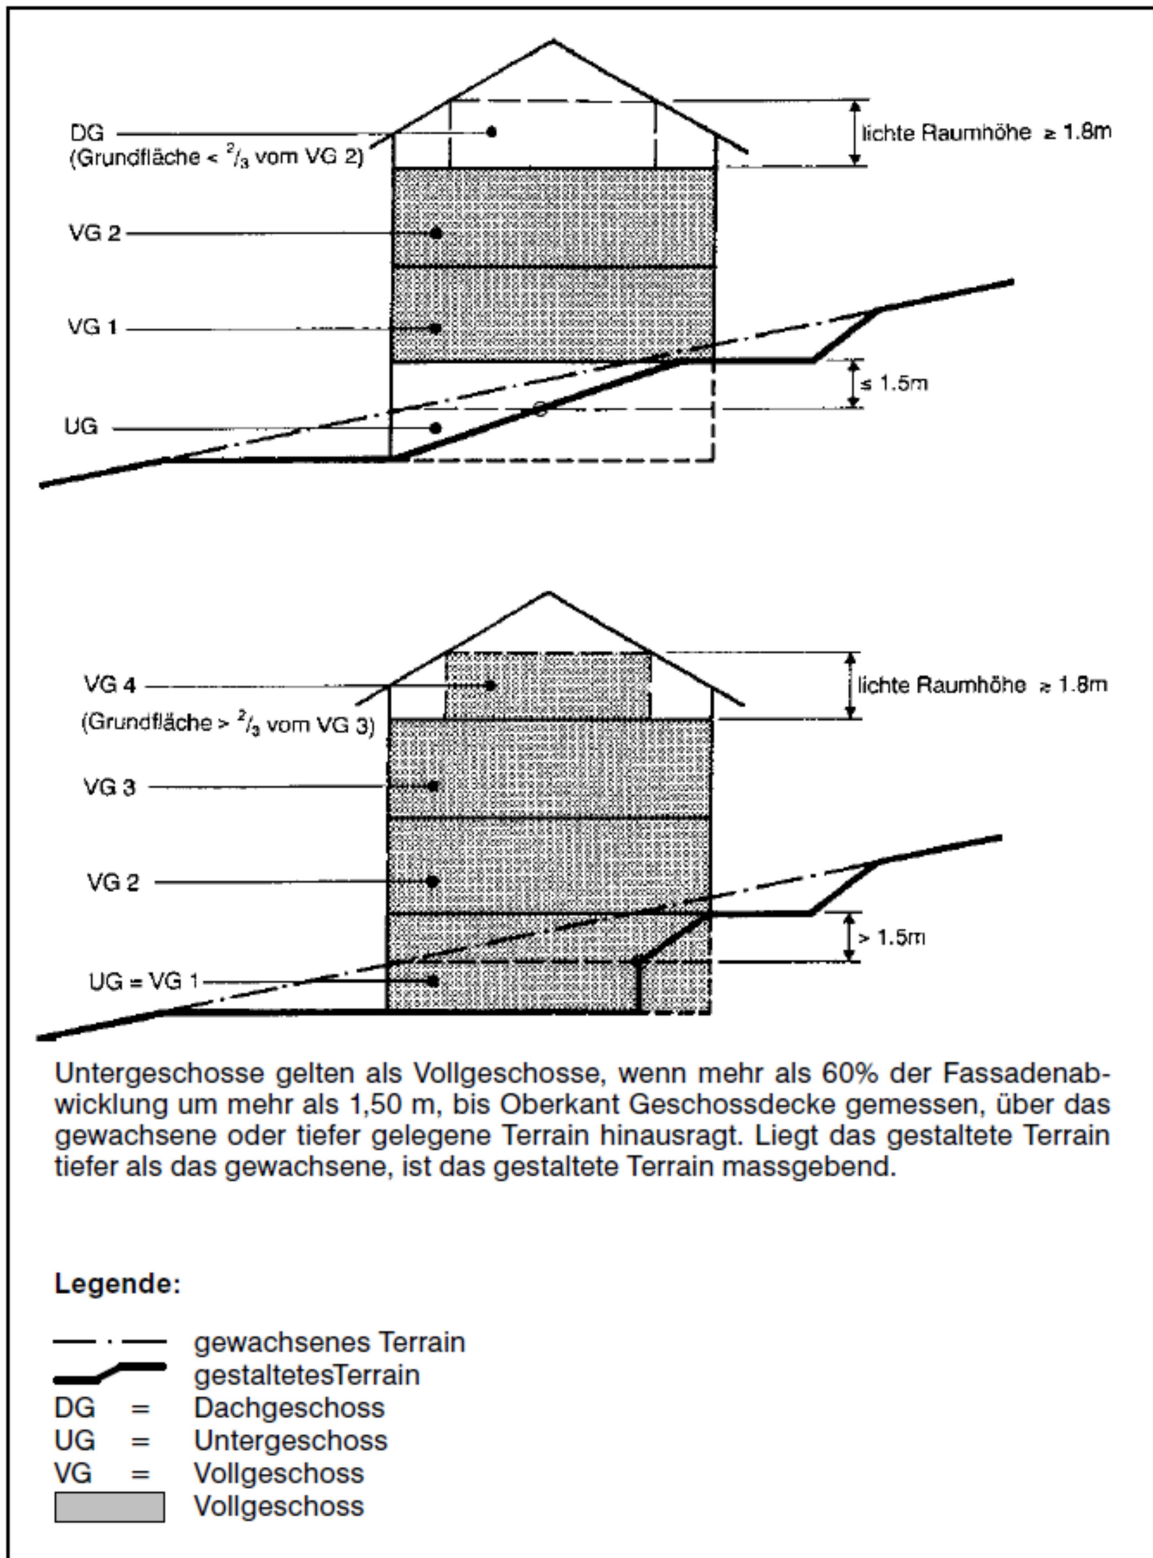 DG
(Grundfläche < 2/3 vom VG 2)
lichte Raumhöhe ≥ 1.8m
VG 2
VG 1
≤ 1.5m
UG
VG 4
(Grundfläche > 2/3 vom VG 3)
lichte Raumhöhe ≥ 1.8m
VG 3
VG 2
> 1.5m
UG = VG 1
Untergeschosse gelten als Vollgeschosse, wenn mehr als 60% der Fassadenab-
wicklung um mehr als 1,50 m, bis Oberkant Geschossdecke gemessen, über das
gewachsene oder tiefer gelegene Terrain hinausragt. Liegt das gestaltete Terrain
tiefer als das gewachsene, ist das gestaltete Terrain massgebend.
Legende:
gewachsenes Terrain
gestaltetesTerrain
DG = Dachgeschoss
UG = Untergeschoss
VG = Vollgeschoss
Vollgeschoss